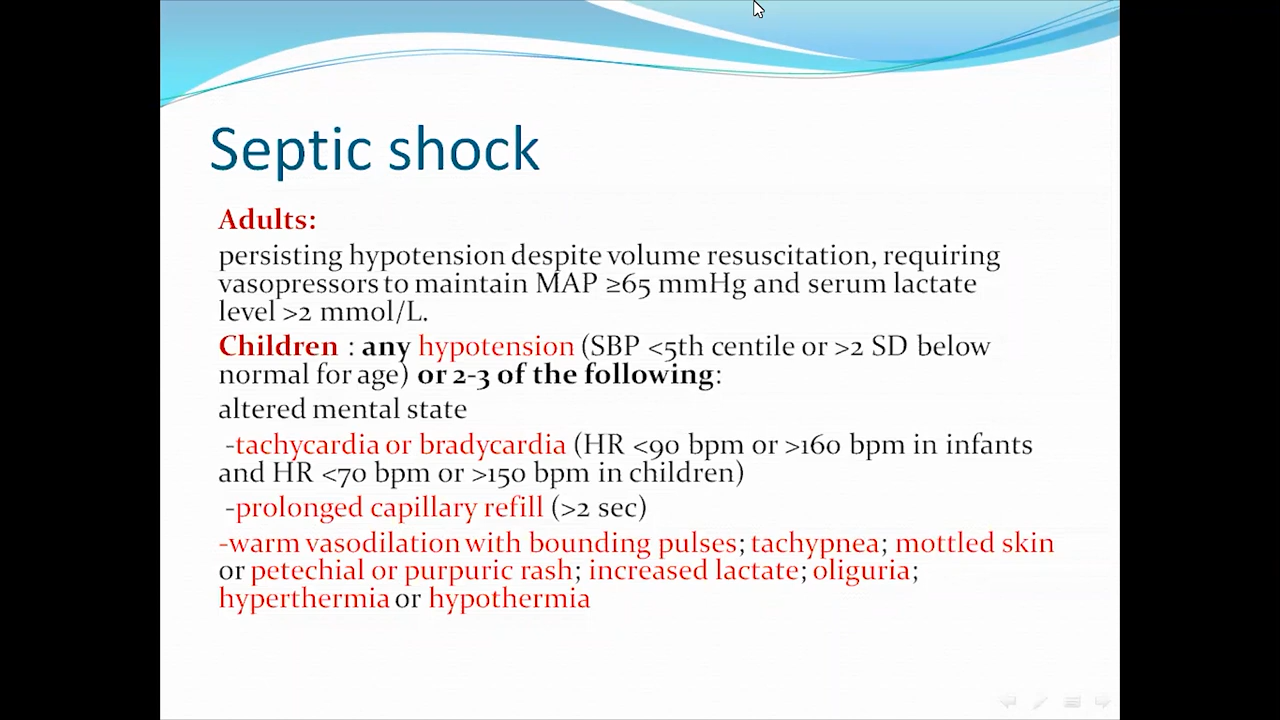 Septic shock
Adults:
persisting hypotension despite volume resuscitation, requiring
vasopressors to maintain MAP ≥65 mmHg and serum lactate
level >2 mmol/L.
Children : any hypotension (SBP <5th centile or >2 SD below
normal for age) or 2-3 of the following:
altered mental state
-tachycardia or bradycardia (HR <90 bpm or >160 bpm in infants
and HR <70 bpm or >150 bpm in children)
-prolonged capillary refill (>2 sec)
-warm vasodilation with bounding pulses; tachypnea; mottled skin
or petechial or purpuric rash; increased lactate; oliguria;
hyperthermia or hypothermia